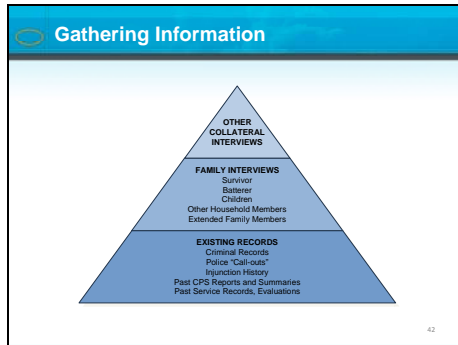 Gathering Information
OTHER
COLLATERAL
INTERVIEWS
FAMILY INTERVIEWS
Survivor
Batterer
Children
Other Household Members
Extended Family Members
EXISTING RECORDS
Criminal Records
Police “Call-outs”
Injunction History
Past CPS Reports and Summaries
Past Service Records, Evaluations
42